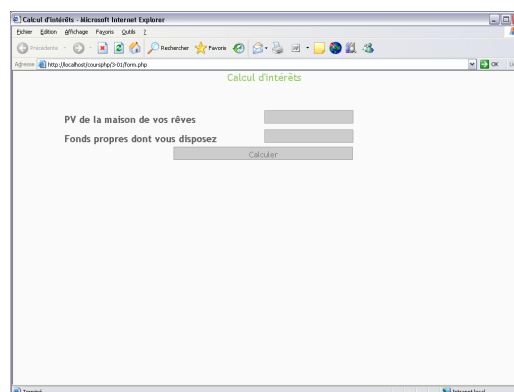 Calcul d'intérêts - Microsoft Internet Explorer
Fichier Edition Affichage Favoris Outils ?
Précédente Rechercher Favoris
Adresse http://localhost/coursphp/3-01/form.php OK
Calcul d'intérêts
PV de la maison de vos rêves
Fonds propres dont vous disposez
Calculer
Terminé Intranet local